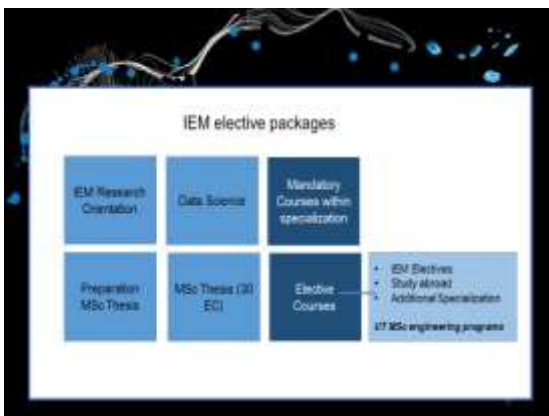 IEM elective packages
IEM Research
Orientation
Data Science
Mandatory
Courses within
specialization
Preparation
MSc Thesis
MSc Thesis (30
EC)
Elective
Courses
• IEM Electives
• Study abroad
• Additional Specialization
UT MSc engineering programs